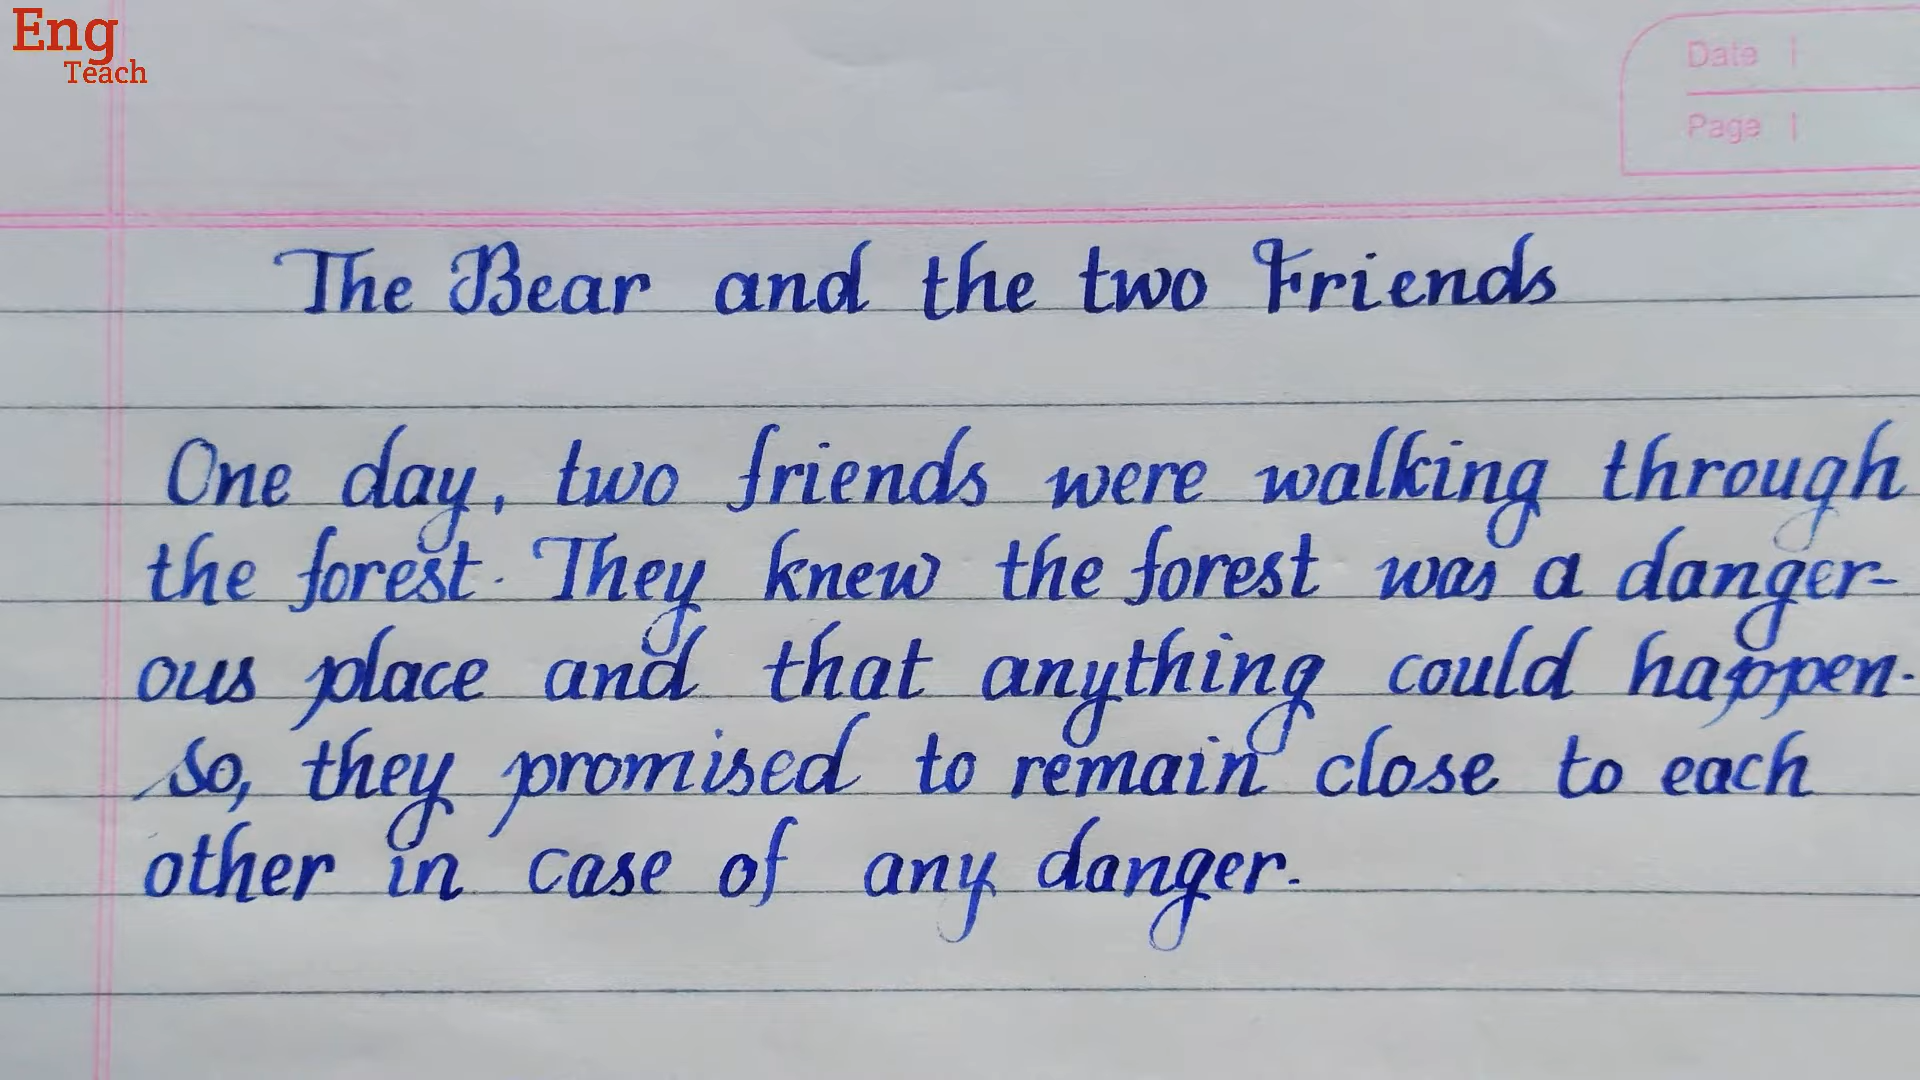 Eng
Teach
Date
Page
The Bear and the two Friends
One day, two friends were walking through
the forest. They knew the forest was a danger-
ous place and that anything could happen.
So, they promised to remain close to each
other in case of any danger.